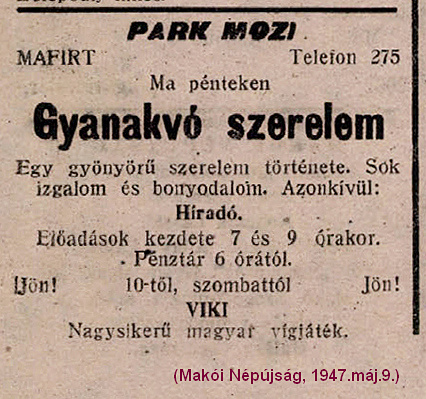 PARK MOZI
MAFIRT Telefon 275
Ma pénteken
Gyanakvó szerelem
Egy gyönyörű szerelem története. Sok
izgalom és bonyodalom. Azonkívül:
Híradó.
Előadások kezdete 7 és 9 órakor.
Pénztár 6 órától.
Jön! 10-től, szombattól Jön!
VIKI
Nagysikerű magyar vígjáték.
(Makói Népújság, 1947.máj.9.)